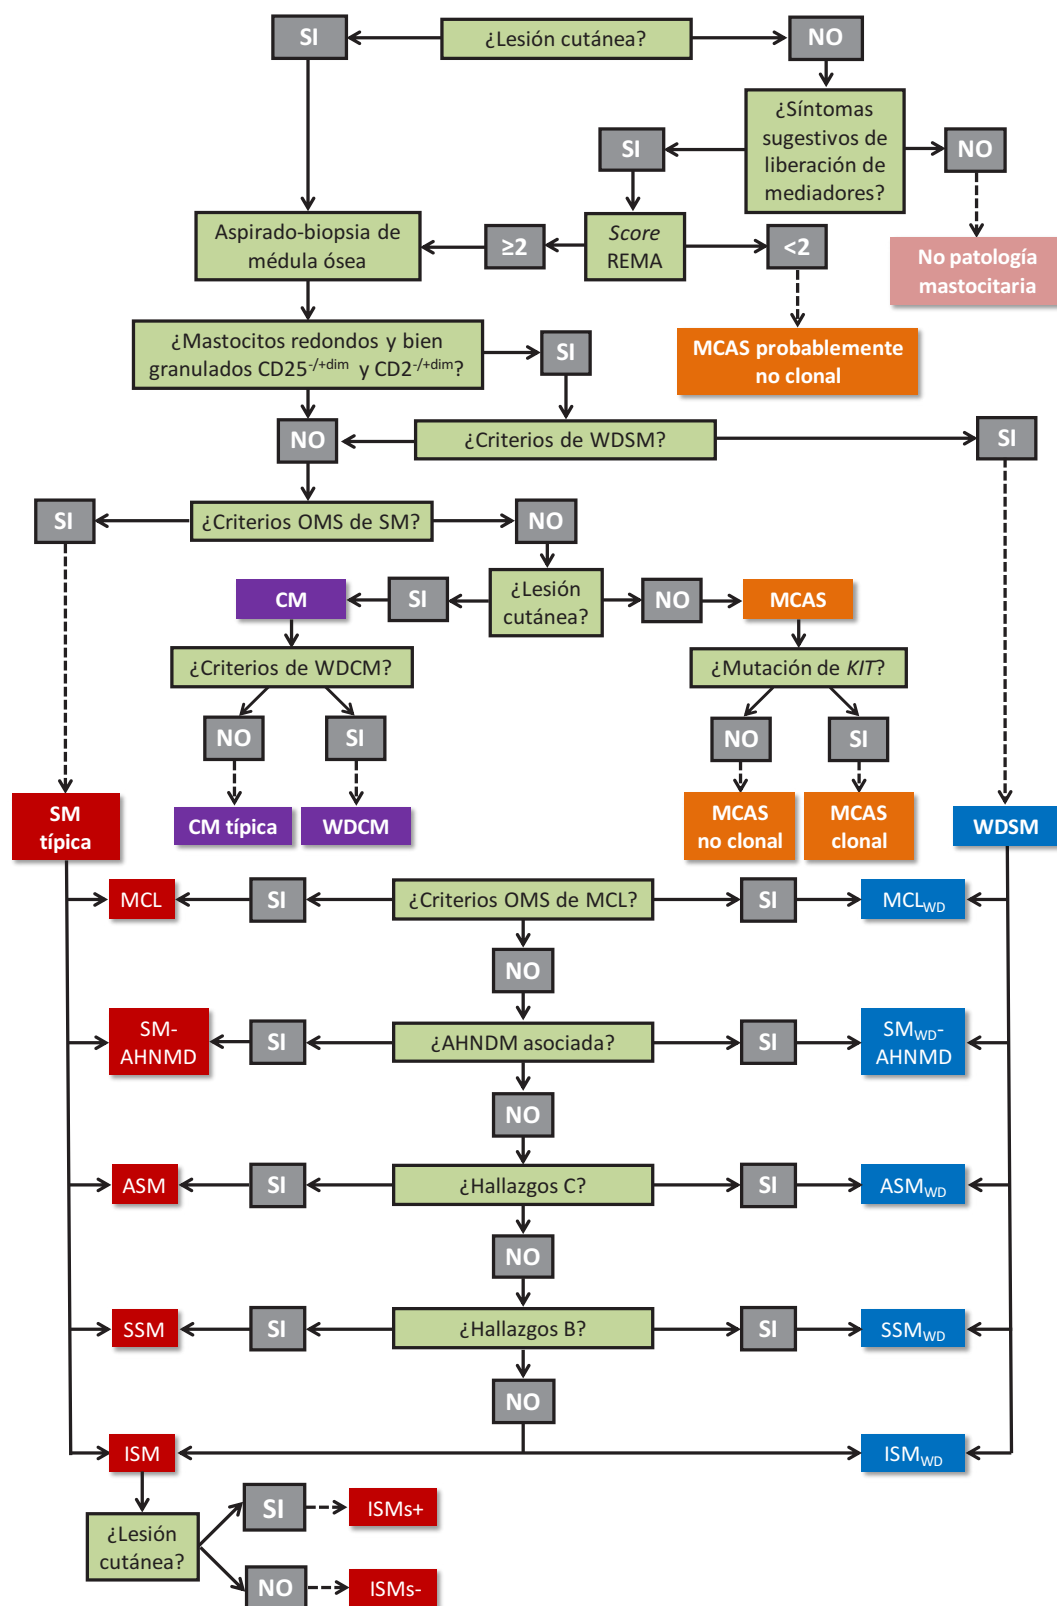 SI
¿Lesión cutánea?
NO
¿Síntomas
sugestivos de
liberación de
mediadores?
SI
NO
Aspirado-biopsia de
médula ósea
≥2
Score
REMA
<2
No patología
mastocitaria
MCAS probablemente
no clonal
¿Mastocitos redondos y bien
granulados CD25-/+dim y CD2-/+dim?
SI
NO
¿Criterios de WDSM?
SI
SI
¿Criterios OMS de SM?
NO
CM
SI
¿Lesión
cutánea?
NO
MCAS
¿Criterios de WDCM?
¿Mutación de KIT?
NO
SI
NO
SI
SM
típica
CM típica
WDCM
MCAS
no clonal
MCAS
clonal
WDSM
MCL
SI
¿Criterios OMS de MCL?
SI
MCLWD
NO
SM-
AHNMD
SI
¿AHNDM asociada?
SI
SMWD-
AHNMD
NO
ASM
SI
¿Hallazgos C?
SI
ASMWD
NO
SSM
SI
¿Hallazgos B?
SI
SSMWD
NO
ISM
ISMWD
¿Lesión
cutánea?
SI
ISMs+
NO
ISMs-